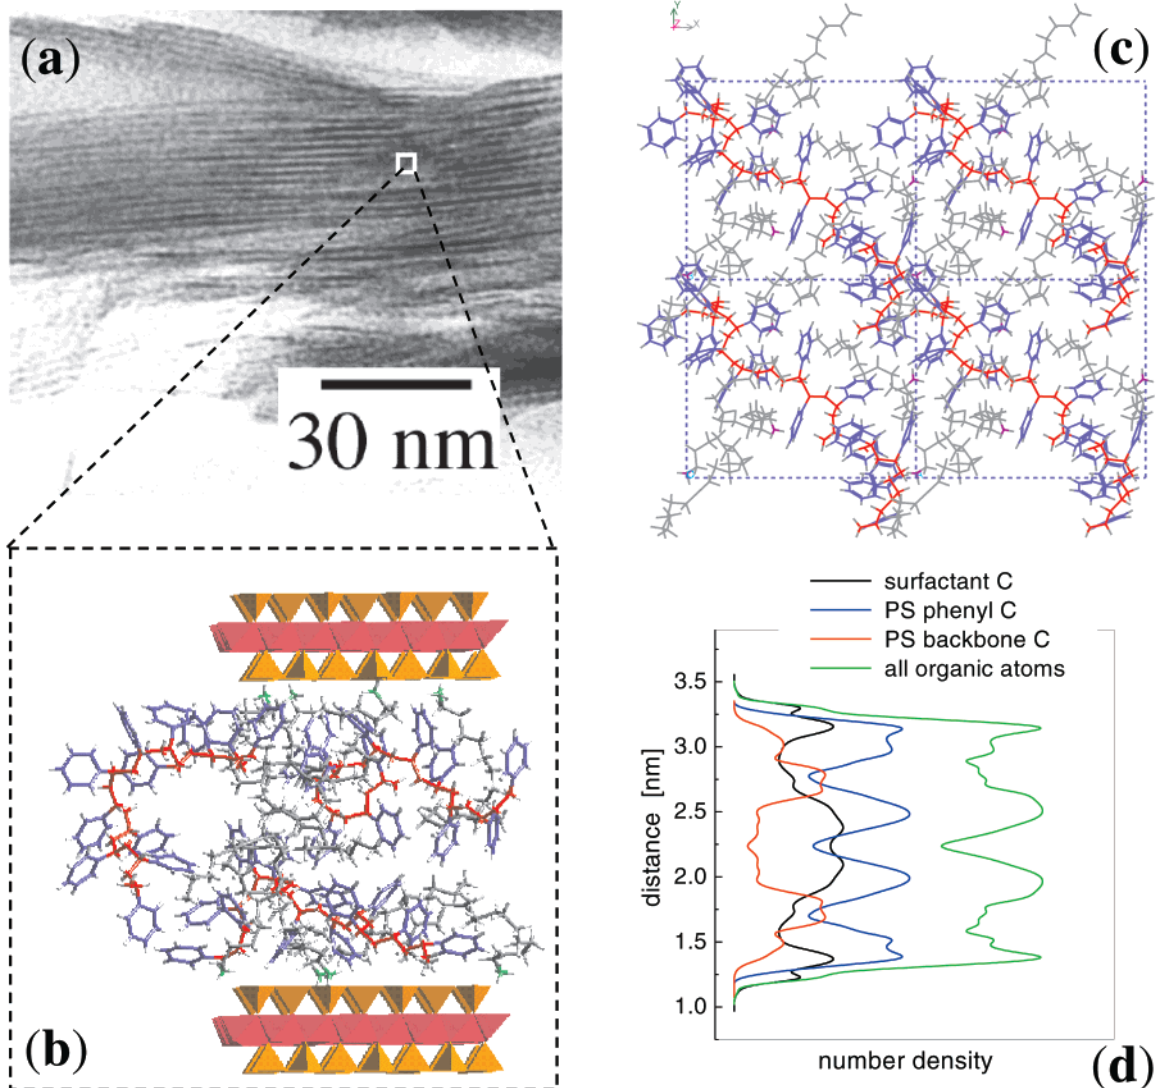 (a)
30 nm
(b)
Y
X
Z
(c)
surfactant C
PS phenyl C
PS backbone C
all organic atoms
3.5
3.0
2.5
2.0
1.5
1.0
distance [nm]
number density
(d)